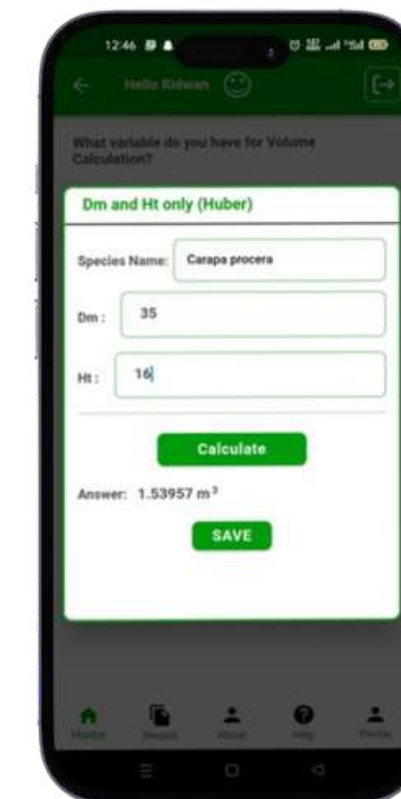 12:46
Hello Ridwan
What variable do you have for Volume
Calculation?
Dm and Ht only (Huber)
Species Name: Carapa procera
Dm : 35
Ht : 16
Calculate
Answer: 1.53957 m³
SAVE
Home About Help Profile